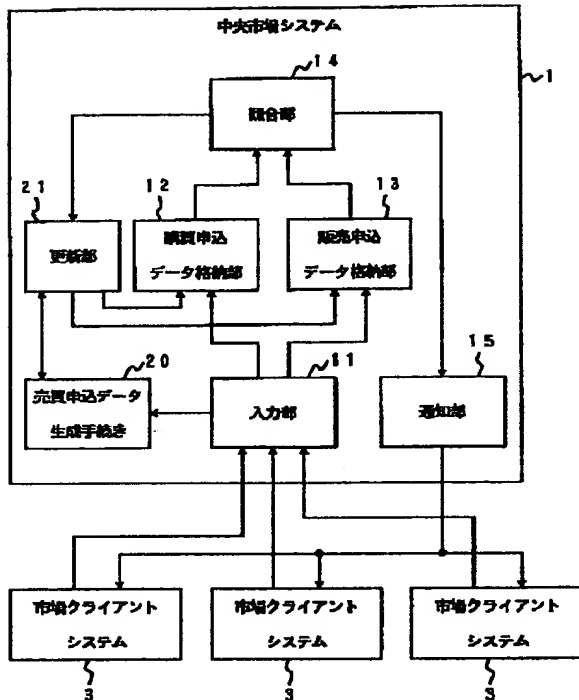 中央市場システム
14
1
照合部
21
12
13
更新部
購買申込
データ格納部
販売申込
データ格納部
20
11
15
売買申込データ
生成手続き
入力部
通知部
市場クライアント
システム
市場クライアント
システム
市場クライアント
システム
3
3
3